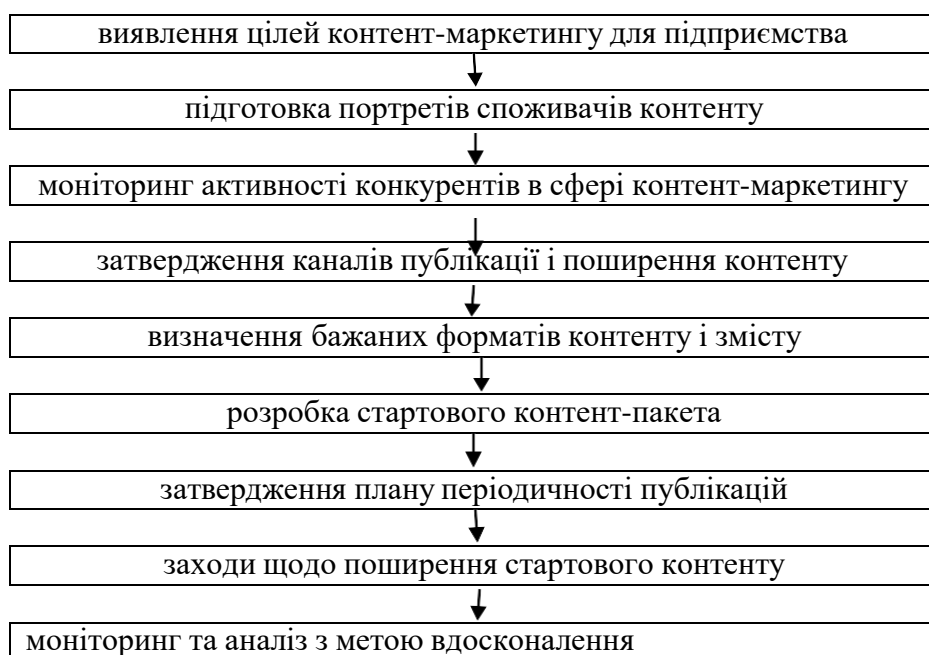 виявлення цілей контент-маркетингу для підприємства
підготовка портретів споживачів контенту
моніторинг активності конкурентів в сфері контент-маркетингу
затвердження каналів публікації і поширення контенту
визначення бажаних форматів контенту і змісту
розробка стартового контент-пакета
затвердження плану періодичності публікацій
заходи щодо поширення стартового контенту
моніторинг та аналіз з метою вдосконалення